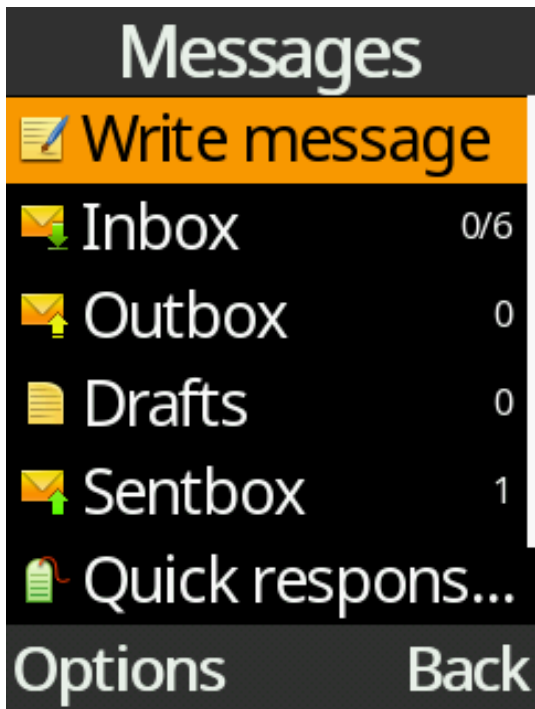 Messages
Write message
Inbox 0/6
Outbox 0
Drafts 0
Sentbox 1
Quick respons...
Options Back